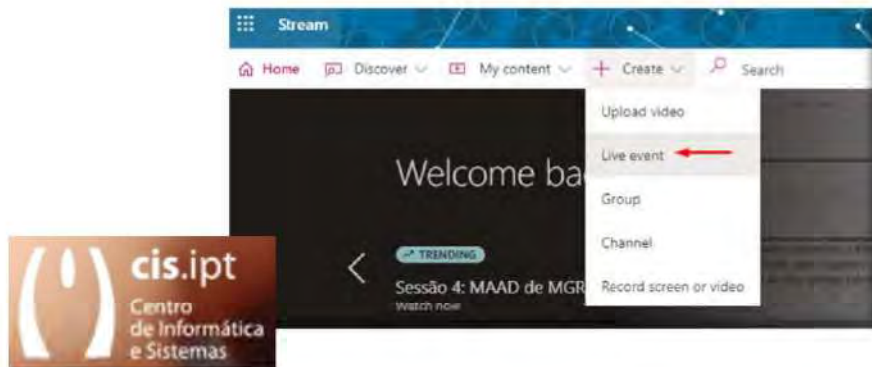 Stream
Home Discover My content Create Search
Upload video
Live event
Welcome ba
Group
Channel
TRENDING
Sessão 4: MAAD de MGR
Record screen or video
Watch now
cis.ipt
Centro
de Informática
e Sistemas